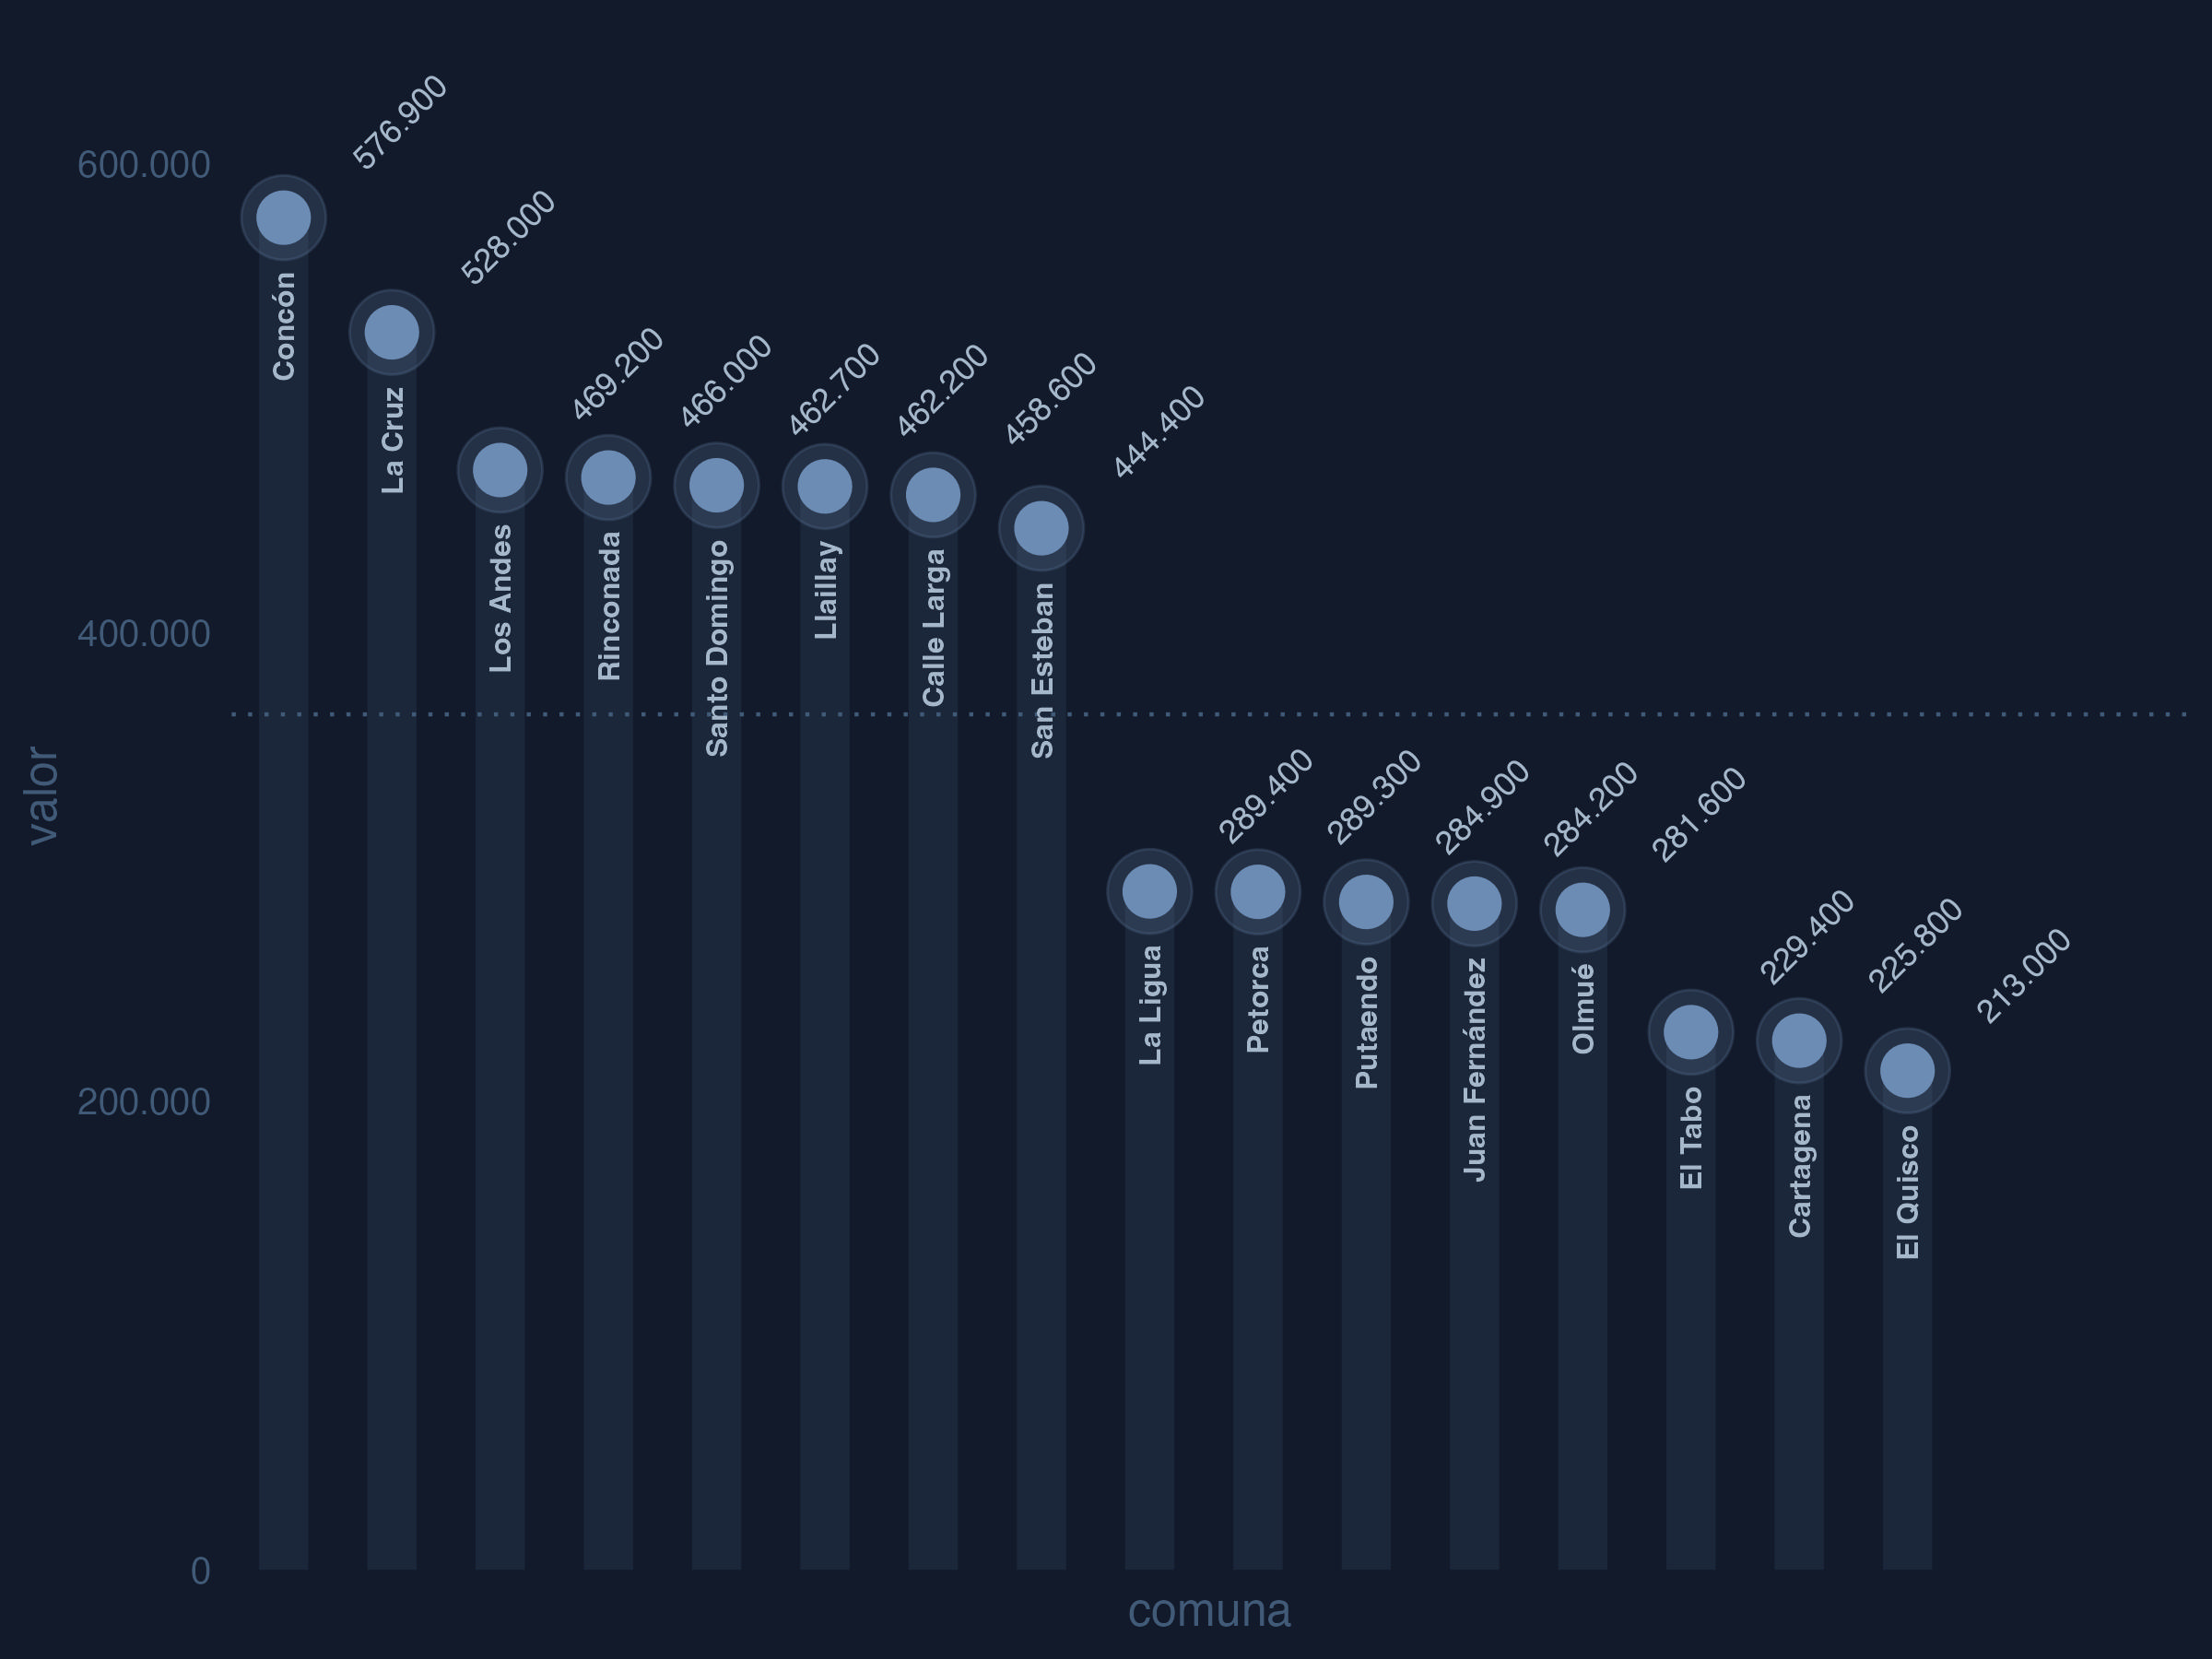 576.900
528.000
469.200
466.000
462.700
462.200
458.600
444.400
289.400
289.300
284.900
284.200
281.600
229.400
225.800
213.000
600.000
400.000
200.000
0
valor
Concón
La Cruz
Los Andes
Rinconada
Santo Domingo
Llaillay
Calle Larga
San Esteban
La Ligua
Petorca
Putaendo
Juan Fernández
Olmué
El Tabo
Cartagena
El Quisco
comuna